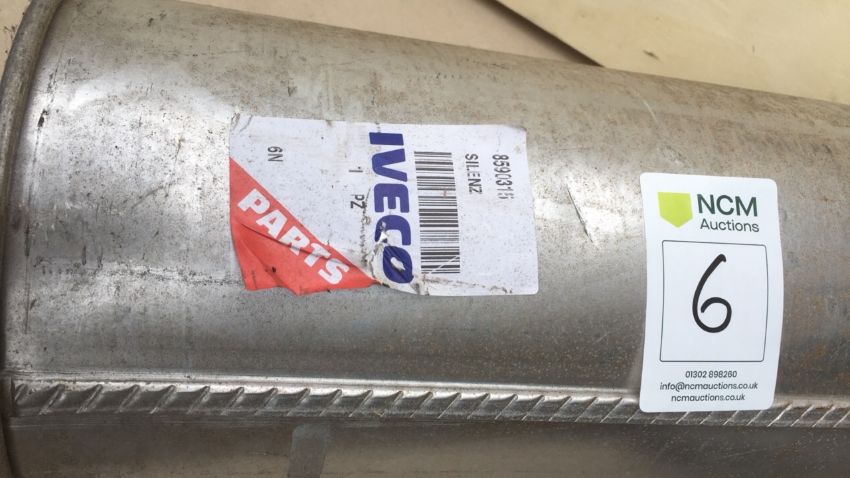 8590315
SILENZ
IVECO
1 PZ
6N
PARTS
NCM
Auctions
6
01302 898260
info@ncmauctions.co.uk
ncmauctions.co.uk